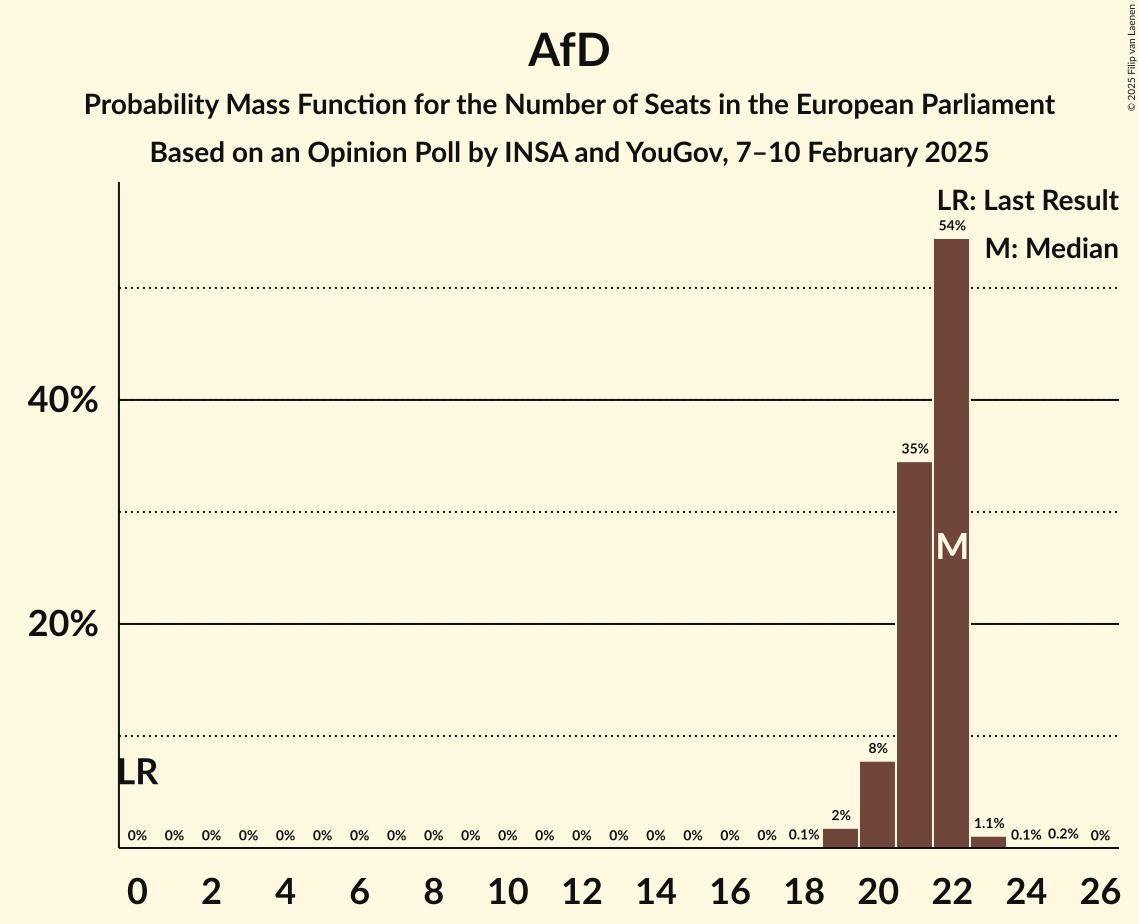 AfD
Probability Mass Function for the Number of Seats in the European Parliament
Based on an Opinion Poll by INSA and YouGov, 7–10 February 2025
© 2025 Filip van Laenen
LR: Last Result
M: Median
54%
40%
35%
M
20%
8%
LR
0% 0% 0% 0% 0% 0% 0% 0% 0% 0% 0% 0% 0% 0% 0% 0% 0% 0% 0.1% 2% 1.1% 0.1% 0.2% 0%
0 2 4 6 8 10 12 14 16 18 20 22 24 26